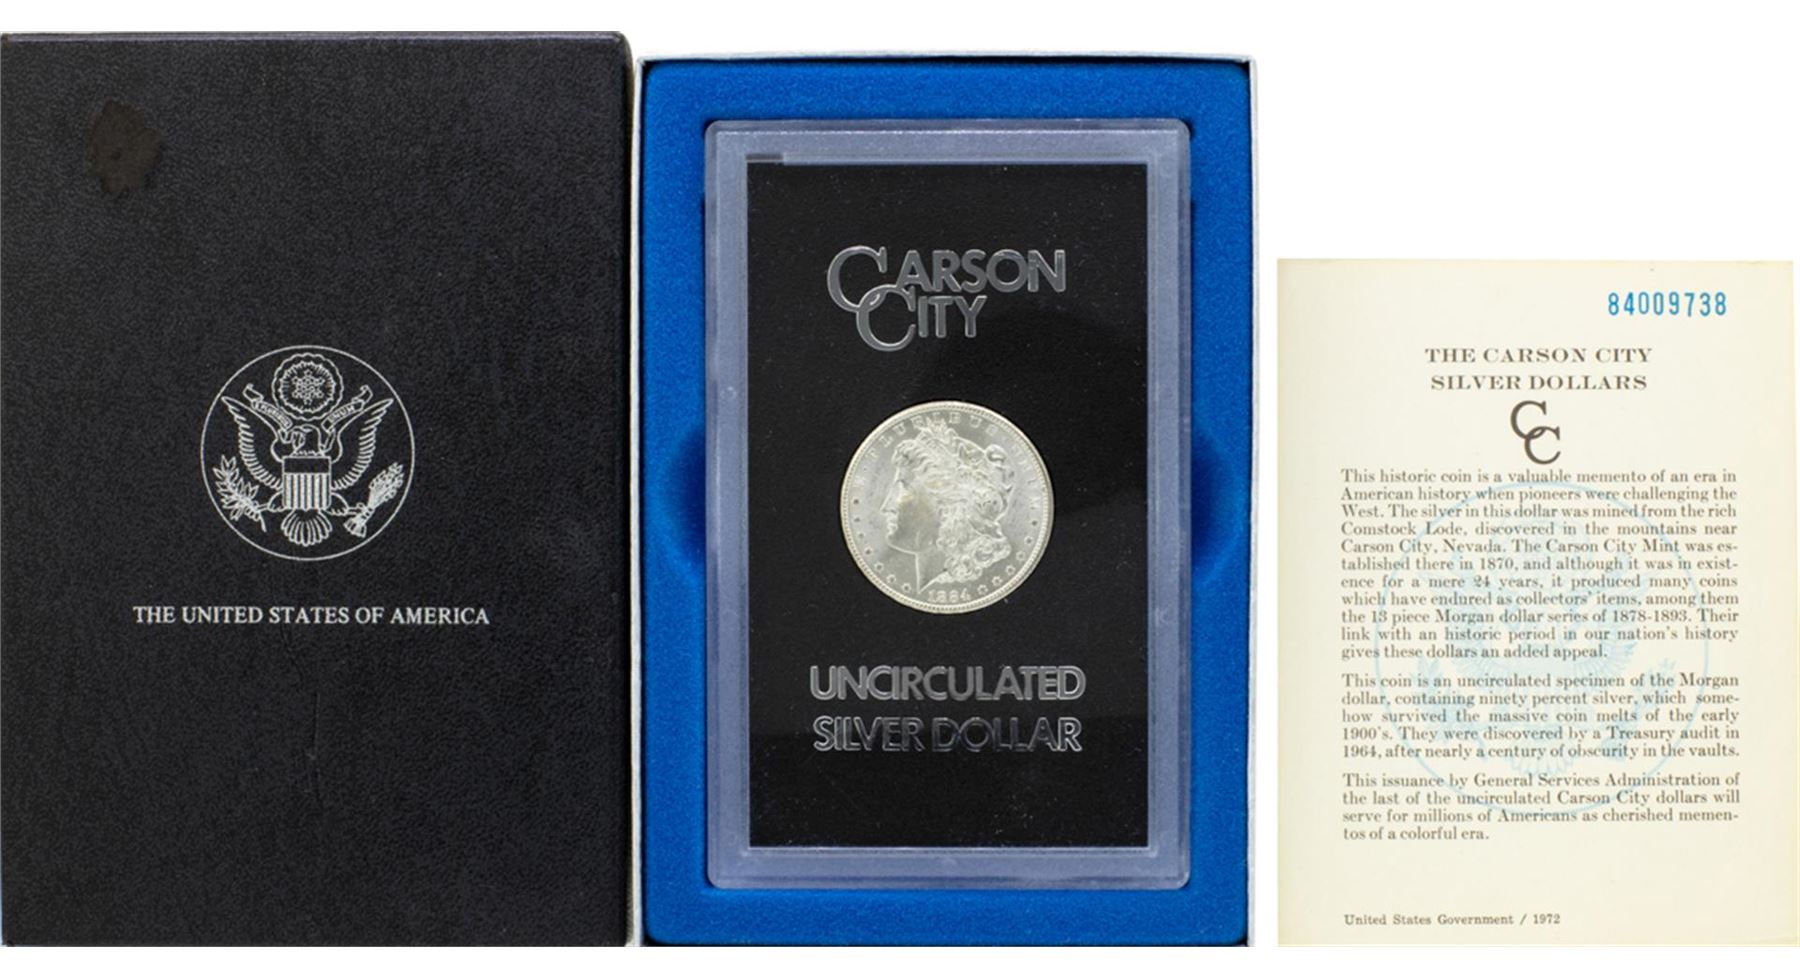 E PLURIBUS UNUM
THE UNITED STATES OF AMERICA
CARSON
CITY
E PLURIBUS UNUM
1884
UNCIRCULATED
SILVER DOLLAR
84009738
THE CARSON CITY
SILVER DOLLARS
CC
This historic coin is a valuable memento of an era in
American history when pioneers were challenging the
West. The silver in this dollar was mined from the rich
Comstock Lode, discovered in the mountains near
Carson City, Nevada. The Carson City Mint was es-
tablished there in 1870, and although it was in exist-
ence for a mere 24 years, it produced many coins
which have endured as collectors' items, among them
the 13 piece Morgan dollar series of 1878-1893. Their
link with an historic period in our nation's history
gives these dollars an added appeal.
This coin is an uncirculated specimen of the Morgan
dollar, containing ninety percent silver, which some-
how survived the massive coin melts of the early
1900's. They were discovered by a Treasury audit in
1964, after nearly a century of obscurity in the vaults.
This issuance by General Services Administration of
the last of the uncirculated Carson City dollars will
serve for millions of Americans as cherished memen-
tos of a colorful era.
United States Government / 1972